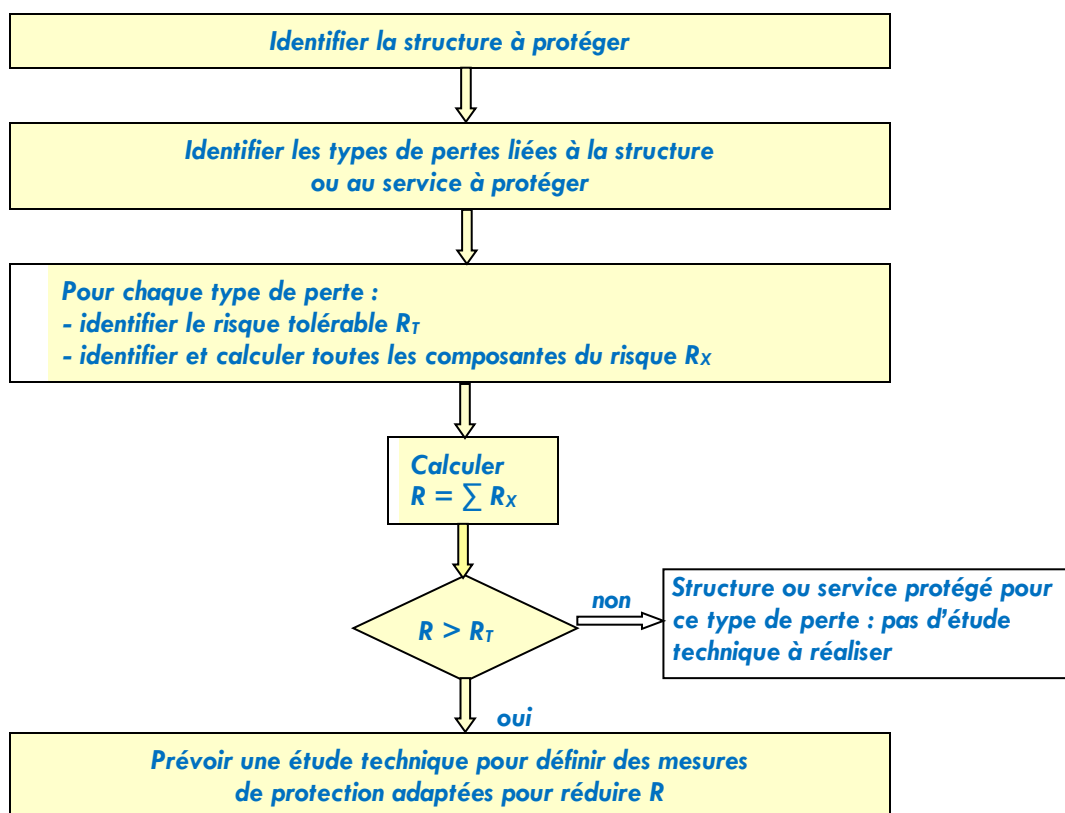 Identifier la structure à protéger
Identifier les types de pertes liées à la structure
ou au service à protéger
Pour chaque type de perte :
- identifier le risque tolérable RT
- identifier et calculer toutes les composantes du risque RX
Calculer
R = ∑ RX
R > RT
non
Structure ou service protégé pour
ce type de perte : pas d’étude
technique à réaliser
oui
Prévoir une étude technique pour définir des mesures
de protection adaptées pour réduire R